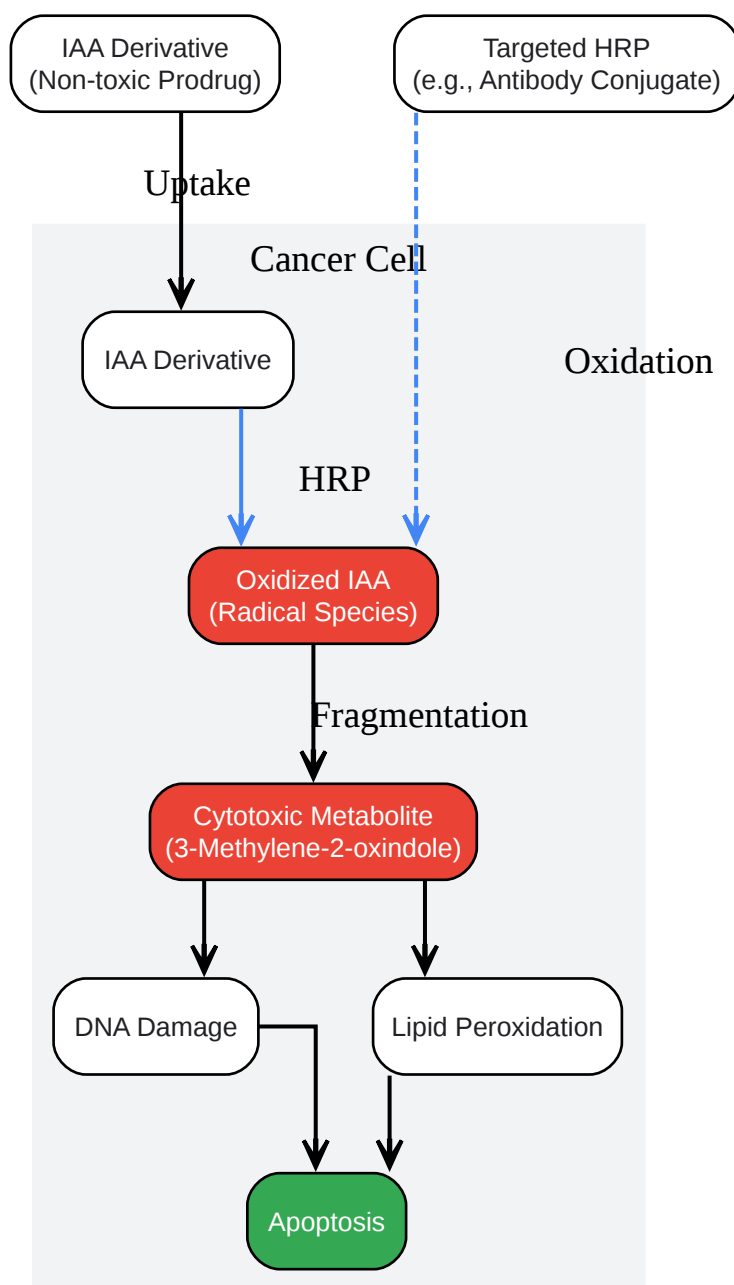 IAA Derivative
(Non-toxic Prodrug)
Targeted HRP
(e.g., Antibody Conjugate)
Uptake
Cancer Cell
IAA Derivative
Oxidation
HRP
Oxidized IAA
(Radical Species)
Fragmentation
Cytotoxic Metabolite
(3-Methylene-2-oxindole)
DNA Damage
Lipid Peroxidation
Apoptosis